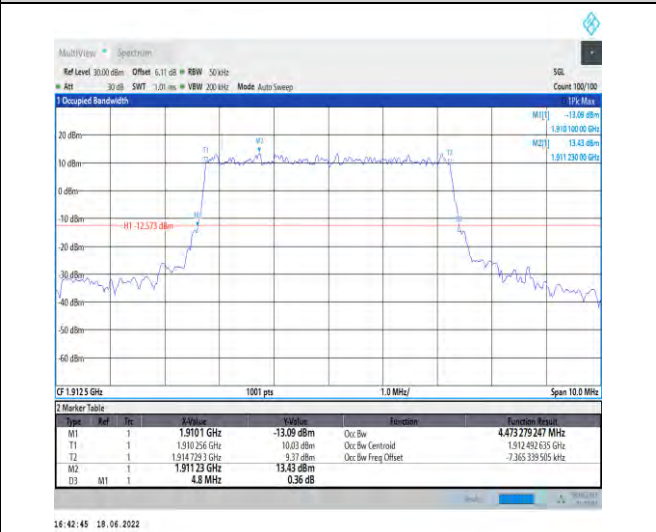 MultiView Spectrum
Ref Level 30.00 dBm Offset 6.11 dB RBW 50 kHz SGL
Att 30 dB SWT 1.01 ms VBW 200 kHz Mode Auto Sweep Count 100/100
1 Occupied Bandwidth 1Pk Max
M1[1] -13.09 dBm
1.910 100 00 GHz
M2[1] 13.43 dBm
1.911 230 00 GHz
20 dBm
T1 M2 T2
10 dBm
0 dBm
-10 dBm
H1 -12.573 dBm
-20 dBm
-30 dBm
-40 dBm
-50 dBm
-60 dBm
CF 1.912 5 GHz 1001 pts 1.0 MHz/ Span 10.0 MHz
2 Marker Table
Type Ref Trc X-Value Y-Value Function Function Result
M1 1 1.9101 GHz -13.09 dBm Occ Bw 4.473 279 247 MHz
T1 1 1.910 256 GHz 10.03 dBm Occ Bw Centroid 1.912 492 635 GHz
T2 1 1.914 729 3 GHz 9.37 dBm Occ Bw Freq Offset -7.365 339 505 kHz
M2 1 1.911 23 GHz 13.43 dBm
D3 M1 1 4.8 MHz 0.36 dB
16:42:45 18.06.2022